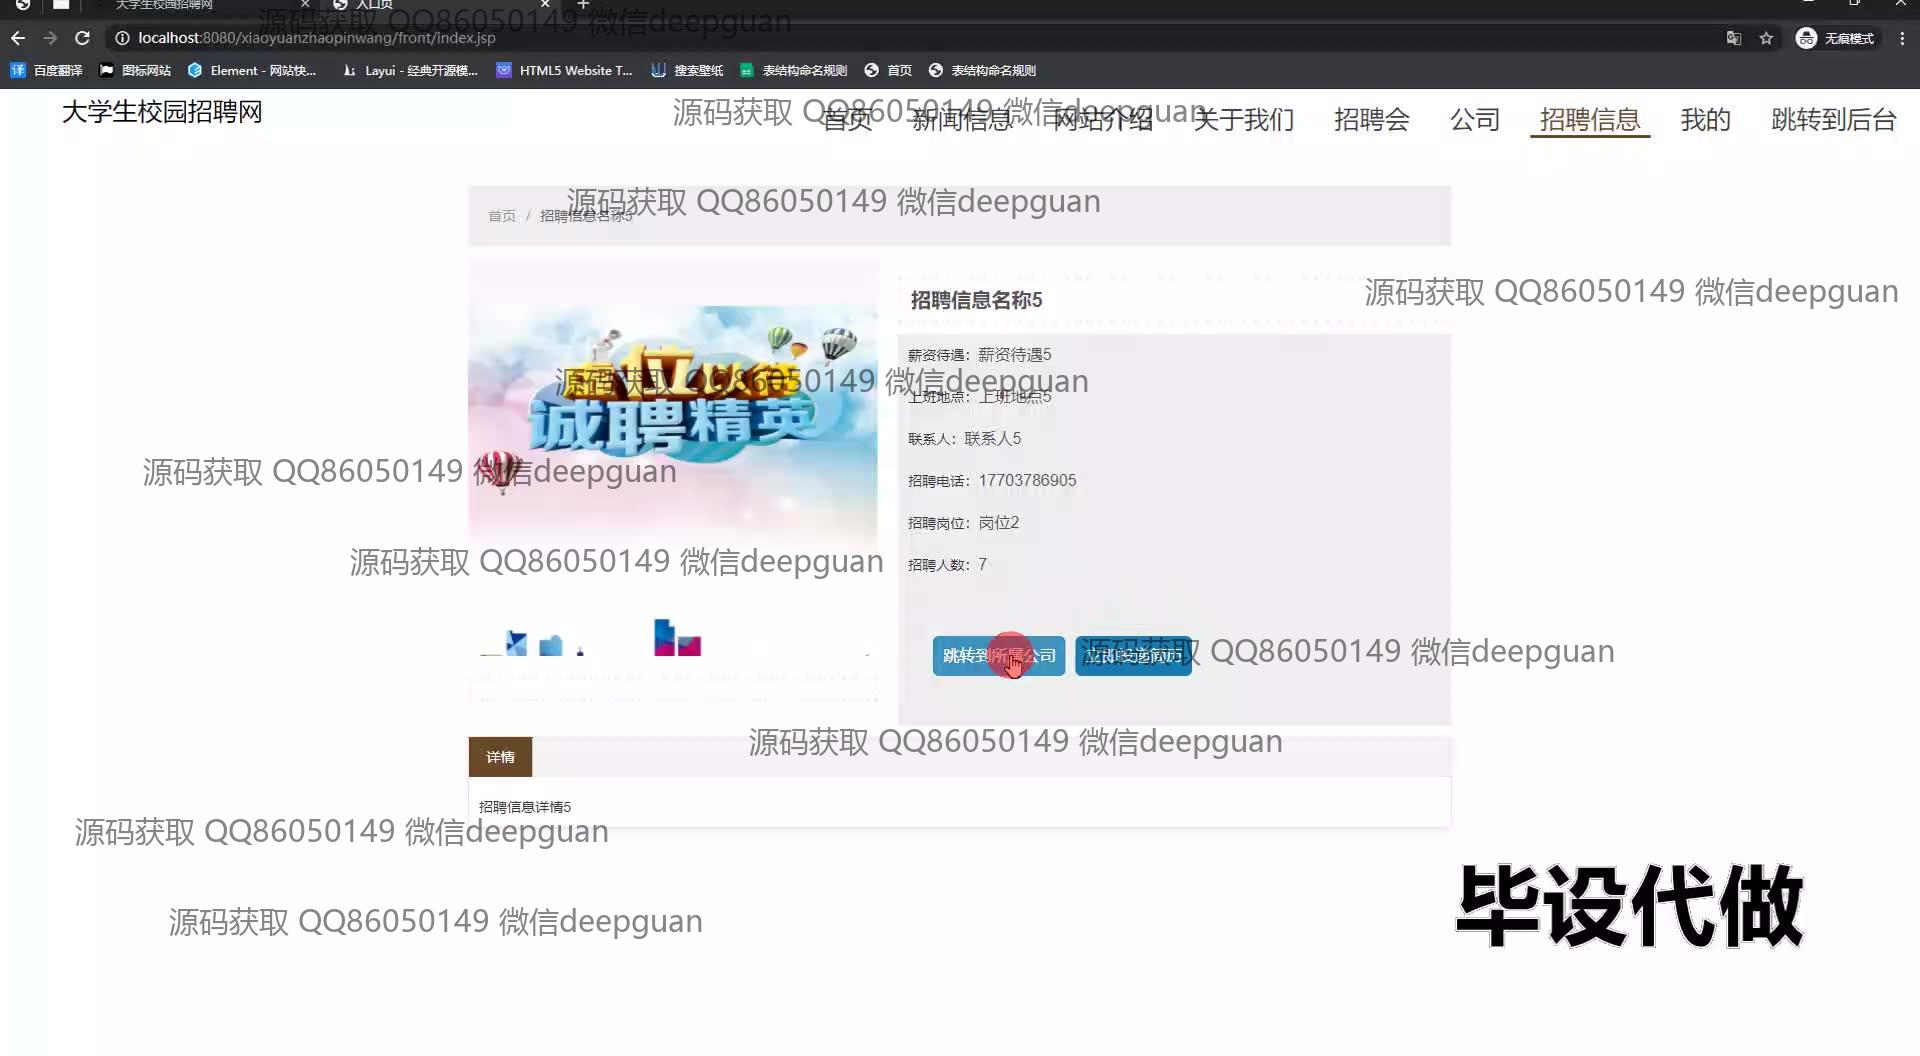 大学生校园招聘网
入口页
源码获取 QQ86050149 微信deepguan
localhost:8080/xiaoyuanzhaopinwang/front/index.jsp
无痕模式
百度翻译
图标网站
Element - 网站快...
Layui - 经典开源模...
HTML5 Website T...
搜索壁纸
表结构命名规则
首页
表结构命名规则
大学生校园招聘网
源码获取 QQ86050149 微信deepguan
首页 新闻信息 网站介绍 关于我们 招聘会 公司 招聘信息 我的 跳转到后台
源码获取 QQ86050149 微信deepguan
首页 / 招聘信息名称5
源码获取 QQ86050149 微信deepguan
招聘信息名称5
薪资待遇：薪资待遇5
源码获取 QQ86050149 微信deepguan
上班地点：上班地点5
诚聘精英
联系人：联系人5
源码获取 QQ86050149 微信deepguan
招聘电话：17703786905
招聘岗位：岗位2
源码获取 QQ86050149 微信deepguan
招聘人数：7
跳转到所属公司
立即投递简历
源码获取 QQ86050149 微信deepguan
源码获取 QQ86050149 微信deepguan
详情
招聘信息详情5
源码获取 QQ86050149 微信deepguan
毕设代做
源码获取 QQ86050149 微信deepguan